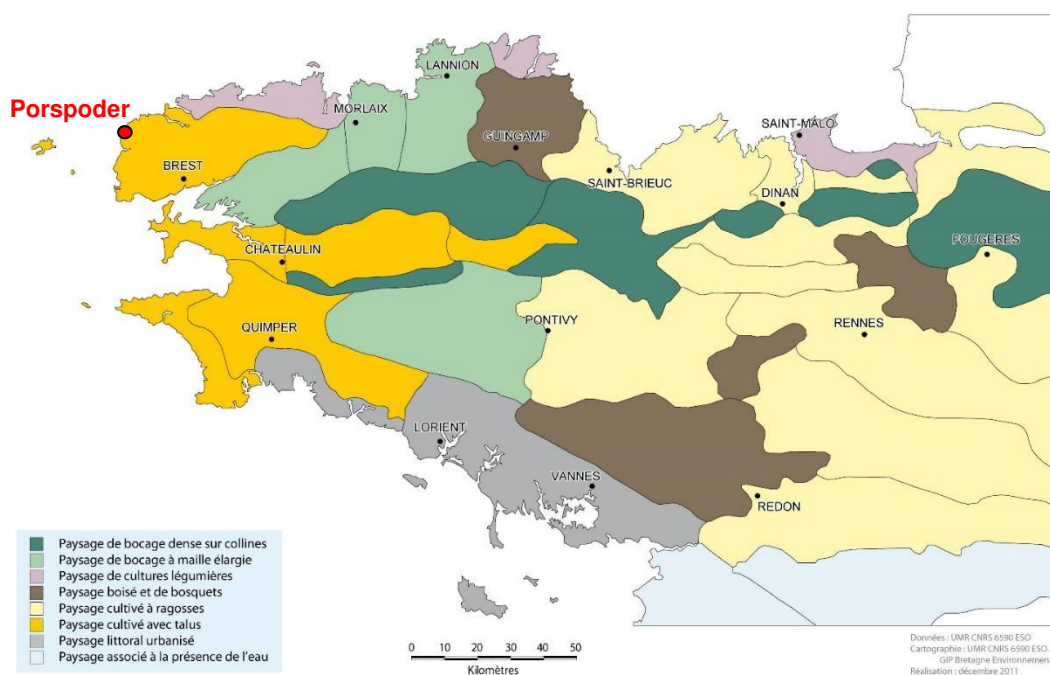 LANNION
Porspoder
MORLAIX
GUINGAMP
SAINT-MALO
BREST
SAINT-BRIEUC
DINAN
FOUGERES
CHATEAULIN
PONTIVY
RENNES
QUIMPER
LORIENT
VANNES
REDON
Paysage de bocage dense sur collines
Paysage de bocage à maille élargie
Paysage de cultures légumières
Paysage boisé et de bosquets
Paysage cultivé à ragosses
Paysage cultivé avec talus
Paysage littoral urbanisé
Paysage associé à la présence de l'eau
0 10 20 30 40 50
Kilomètres
Données : UMR CNRS 6590 ESO
Cartographie : UMR CNRS 6590 ESO
GIP Bretagne Environnement
Réalisation : décembre 2011